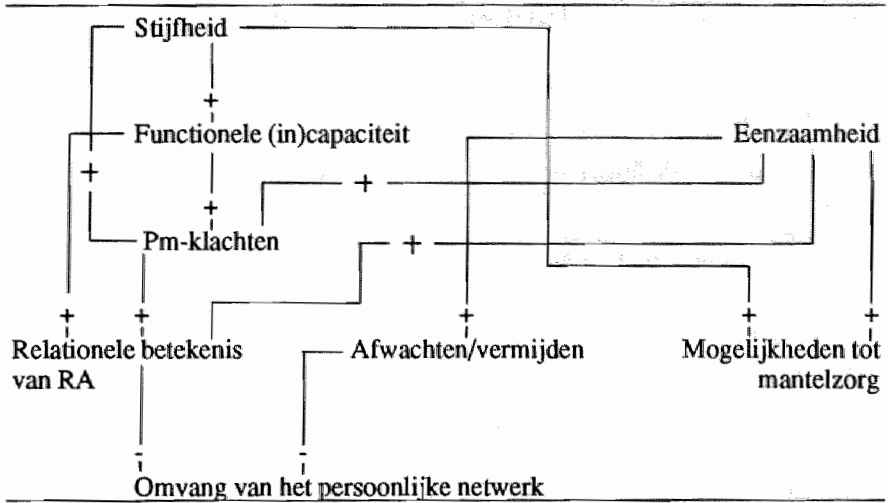 Stijfheid
+
Functionele (in)capaciteit Eenzaamheid
+
+
+
Pm-klachten +
+ + + + +
Relationele betekenis Afwachten/vermijden Mogelijkheden tot
van RA mantelzorg
- -
Omvang van het persoonlijke netwerk